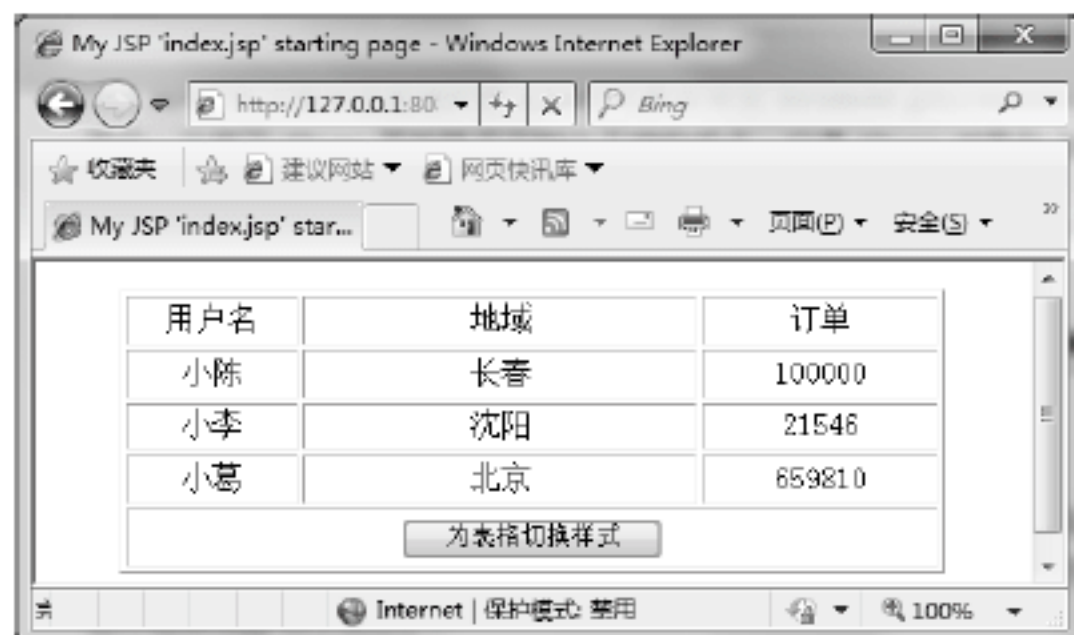 My JSP 'index.jsp' starting page - Windows Internet Explorer
http://127.0.0.1:80 Bing
收藏夹 建议网站 网页快讯库
My JSP 'index.jsp' star... 页面(P) 安全(S) »
用户名 地域 订单
小陈 长春 100000
小李 沈阳 21546
小葛 北京 659810
为表格切换样式
Internet | 保护模式: 禁用 100%